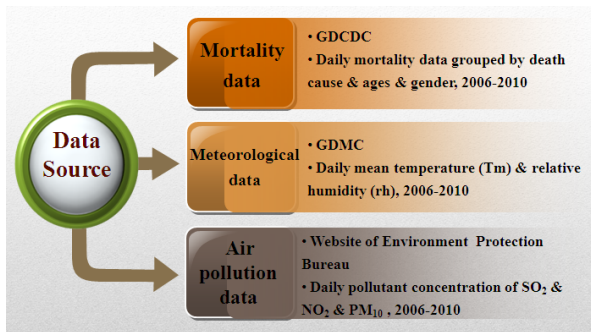 Data
Source
Mortality
data
• GDCDC
• Daily mortality data grouped by death
cause & ages & gender, 2006-2010
Meteorological
data
• GDMC
• Daily mean temperature (Tm) & relative
humidity (rh), 2006-2010
Air
pollution
data
• Website of Environment Protection
Bureau
• Daily pollutant concentration of SO₂ &
NO₂ & PM₁₀ , 2006-2010